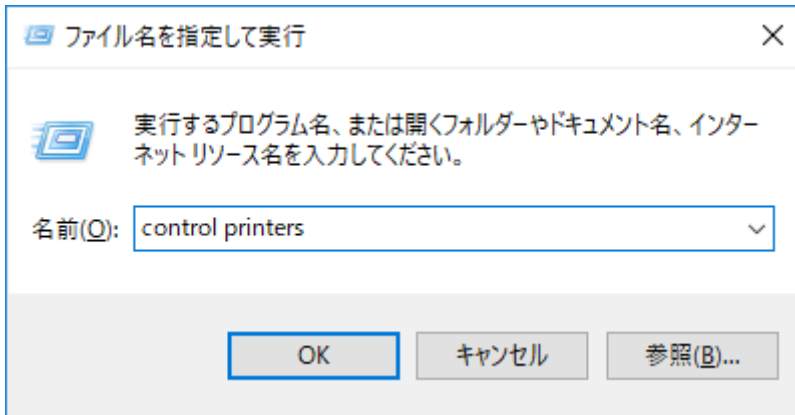 ファイル名を指定して実行
実行するプログラム名、または開くフォルダーやドキュメント名、インター
ネット リソース名を入力してください。
名前(O): control printers
OK キャンセル 参照(B)...